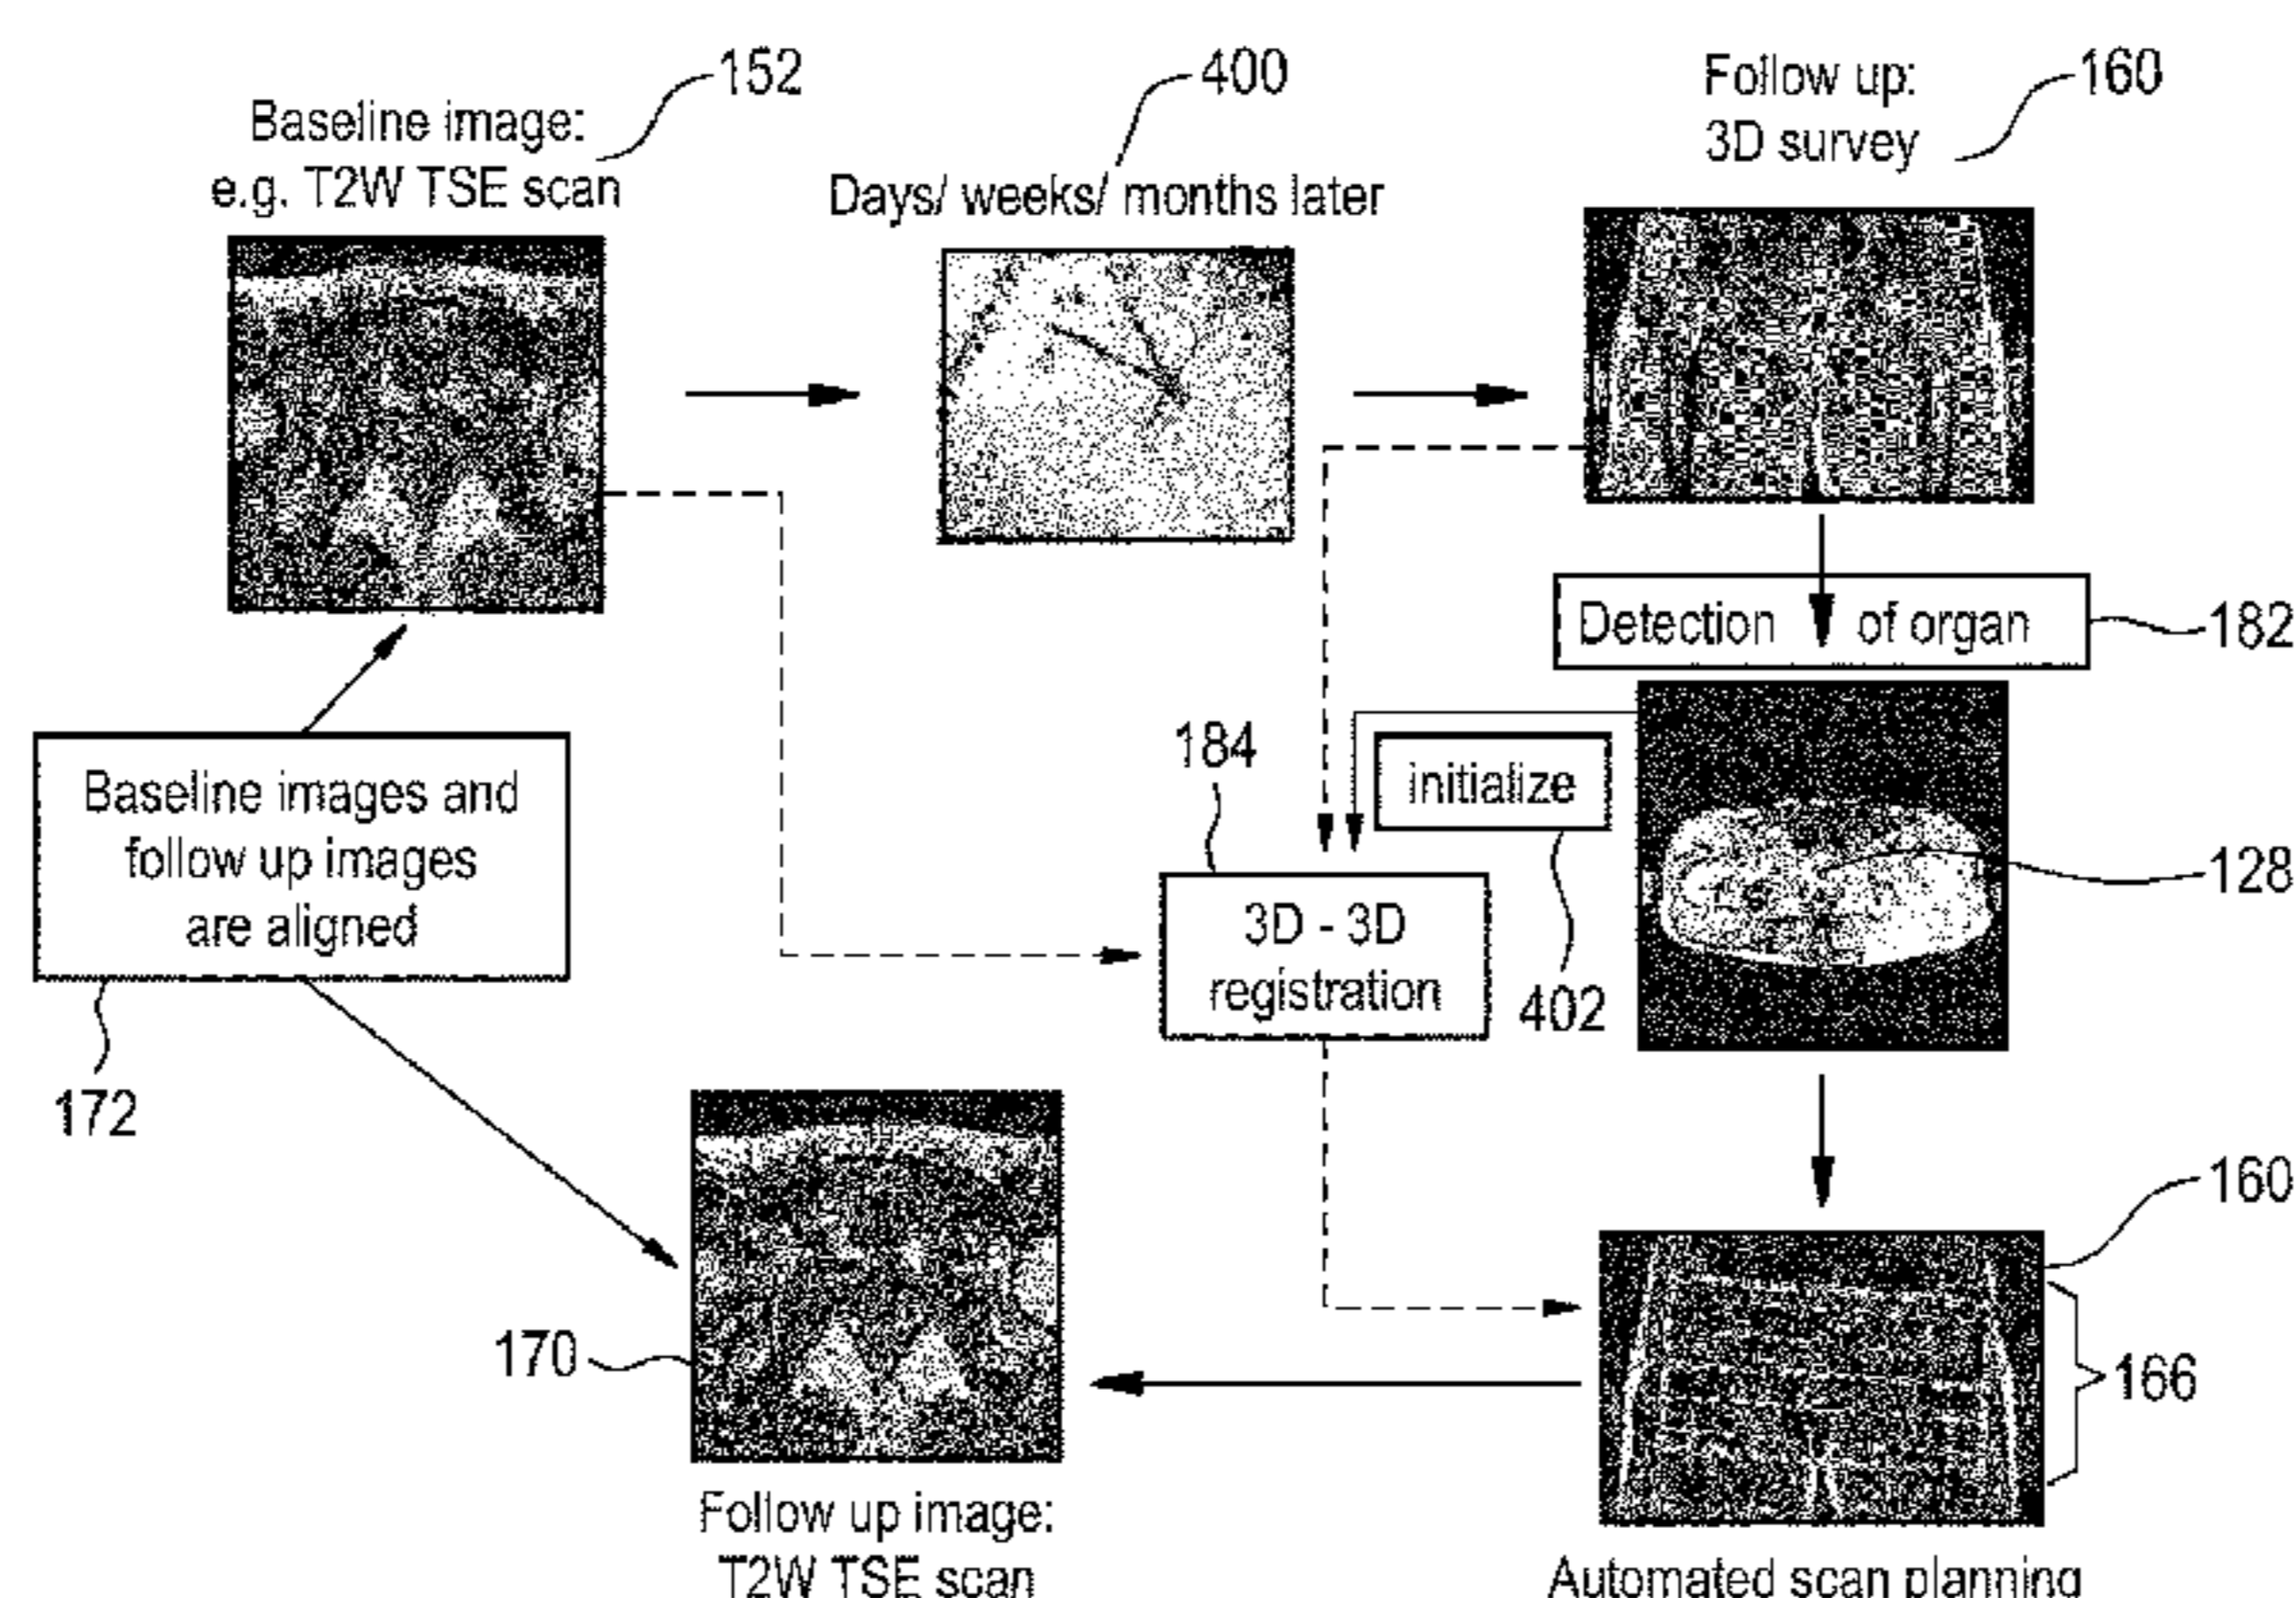 152
Baseline image:
e.g. T2W TSE scan
400
Days/ weeks/ months later
Follow up:
3D survey
160
Detection of organ
182
initialize
402
184
3D - 3D
registration
128
Baseline images and
follow up images
are aligned
172
160
166
170
Follow up image:
T2W TSE scan
Automated scan planning